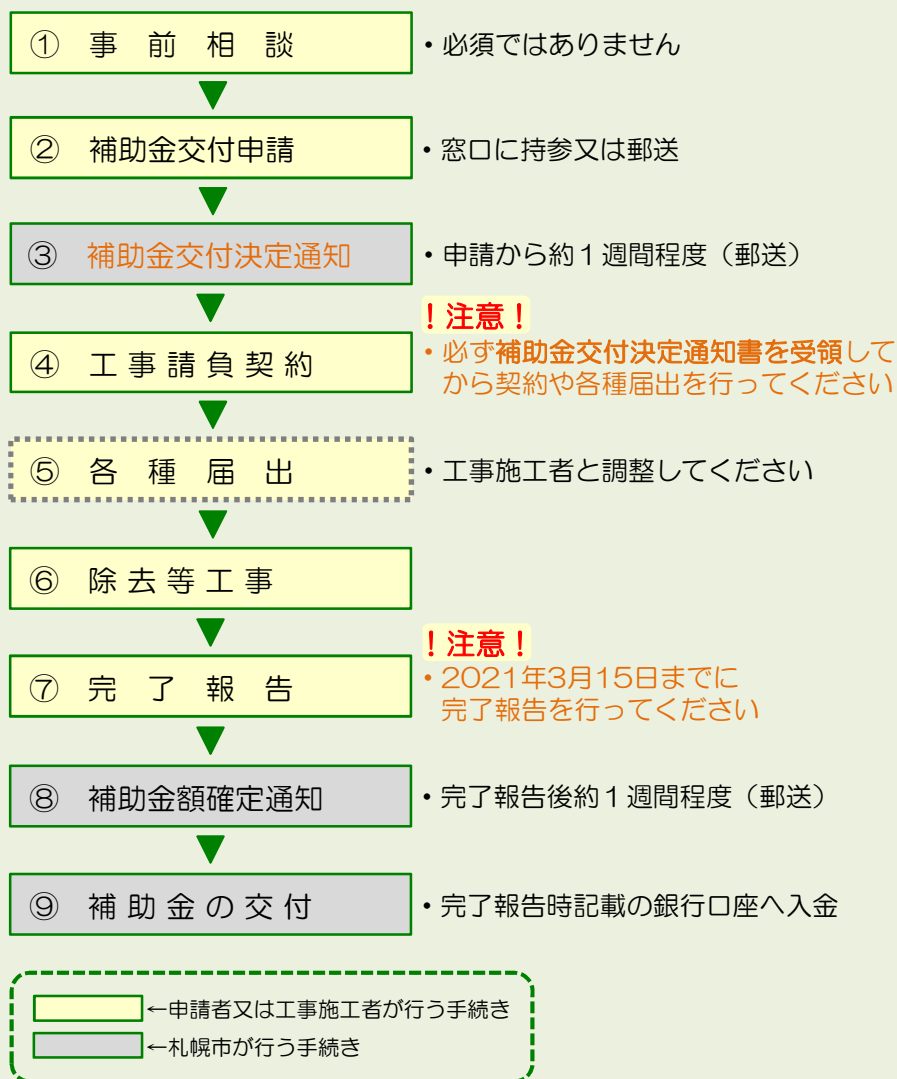 ① 事前相談 ・必須ではありません
② 補助金交付申請 ・窓口に持参又は郵送
③ 補助金交付決定通知 ・申請から約１週間程度（郵送）
！注意！
④ 工事請負契約 ・必ず補助金交付決定通知書を受領して
から契約や各種届出を行ってください
⑤ 各種届出 ・工事施工者と調整してください
⑥ 除去等工事
！注意！
⑦ 完了報告 ・2021年3月15日までに
完了報告を行ってください
⑧ 補助金額確定通知 ・完了報告後約１週間程度（郵送）
⑨ 補助金の交付 ・完了報告時記載の銀行口座へ入金
←申請者又は工事施工者が行う手続き
←札幌市が行う手続き